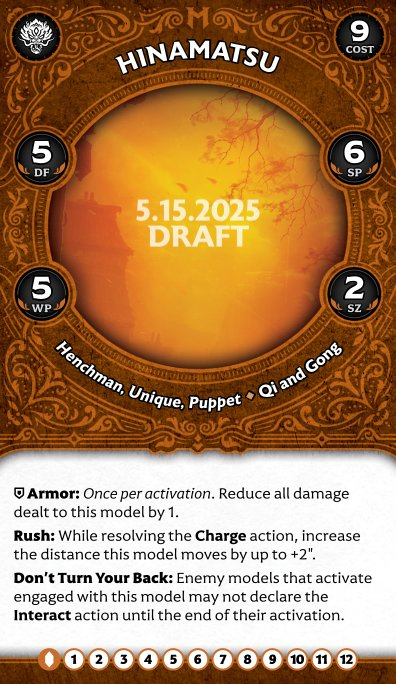 HINAMATSU
9
COST
5
DF
6
SP
5.15.2025
DRAFT
5
WP
2
SZ
Henchman, Unique, Puppet ♦ Qi and Gong
Armor: Once per activation. Reduce all damage
dealt to this model by 1.
Rush: While resolving the Charge action, increase
the distance this model moves by up to +2".
Don't Turn Your Back: Enemy models that activate
engaged with this model may not declare the
Interact action until the end of their activation.
1 2 3 4 5 6 7 8 9 10 11 12